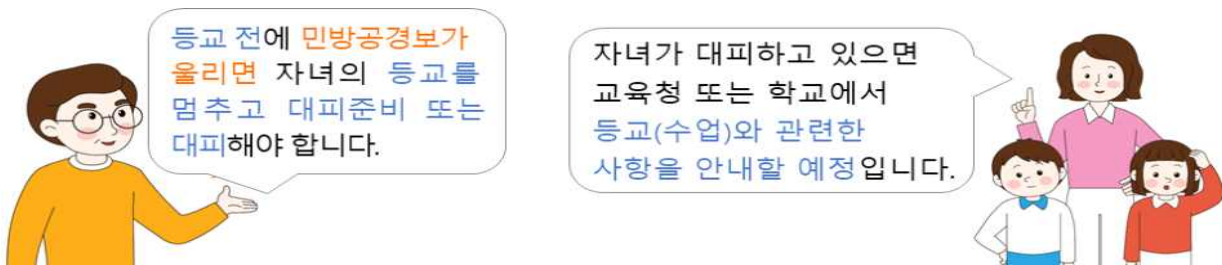 등교 전에 민방공경보가
울리면 자녀의 등교를
멈추고 대피준비 또는
대피해야 합니다.
자녀가 대피하고 있으면
교육청 또는 학교에서
등교(수업)와 관련한
사항을 안내할 예정입니다.